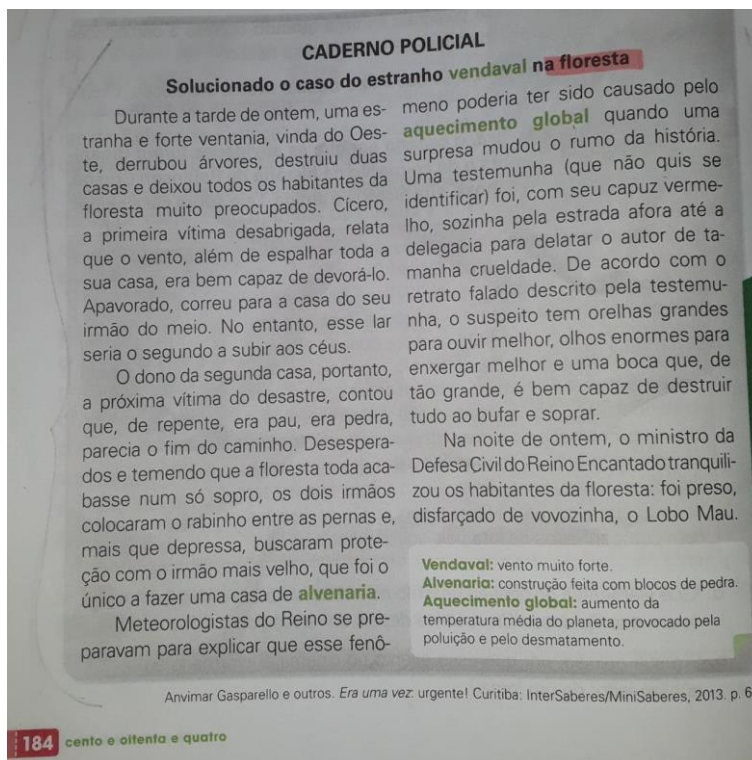 CADERNO POLICIAL
Solucionado o caso do estranho vendaval na floresta
Durante a tarde de ontem, uma es-
tranha e forte ventania, vinda do Oes-
te, derrubou árvores, destruiu duas
casas e deixou todos os habitantes da
floresta muito preocupados. Cícero,
a primeira vítima desabrigada, relata
que o vento, além de espalhar toda a
sua casa, era bem capaz de devorá-lo.
Apavorado, correu para a casa do seu
irmão do meio. No entanto, esse lar
seria o segundo a subir aos céus.
O dono da segunda casa, portanto,
a próxima vítima do desastre, contou
que, de repente, era pau, era pedra,
parecia o fim do caminho. Desespera-
dos e temendo que a floresta toda aca-
basse num só sopro, os dois irmãos
colocaram o rabinho entre as pernas e,
mais que depressa, buscaram prote-
ção com o irmão mais velho, que foi o
único a fazer uma casa de alvenaria.
Meteorologistas do Reino se pre-
paravam para explicar que esse fenô-
meno poderia ter sido causado pelo
aquecimento global quando uma
surpresa mudou o rumo da história.
Uma testemunha (que não quis se
identificar) foi, com seu capuz verme-
lho, sozinha pela estrada afora até a
delegacia para delatar o autor de ta-
manha crueldade. De acordo com o
retrato falado descrito pela testemu-
nha, o suspeito tem orelhas grandes
para ouvir melhor, olhos enormes para
enxergar melhor e uma boca que, de
tão grande, é bem capaz de destruir
tudo ao bufar e soprar.
Na noite de ontem, o ministro da
Defesa Civil do Reino Encantado tranquili-
zou os habitantes da floresta: foi preso,
disfarçado de vovozinha, o Lobo Mau.
Vendaval: vento muito forte.
Alvenaria: construção feita com blocos de pedra.
Aquecimento global: aumento da
temperatura média do planeta, provocado pela
poluição e pelo desmatamento.
Anvimar Gasparello e outros. Era uma vez: urgente! Curitiba: InterSaberes/MiniSaberes, 2013. p. 6
184 cento e oitenta e quatro